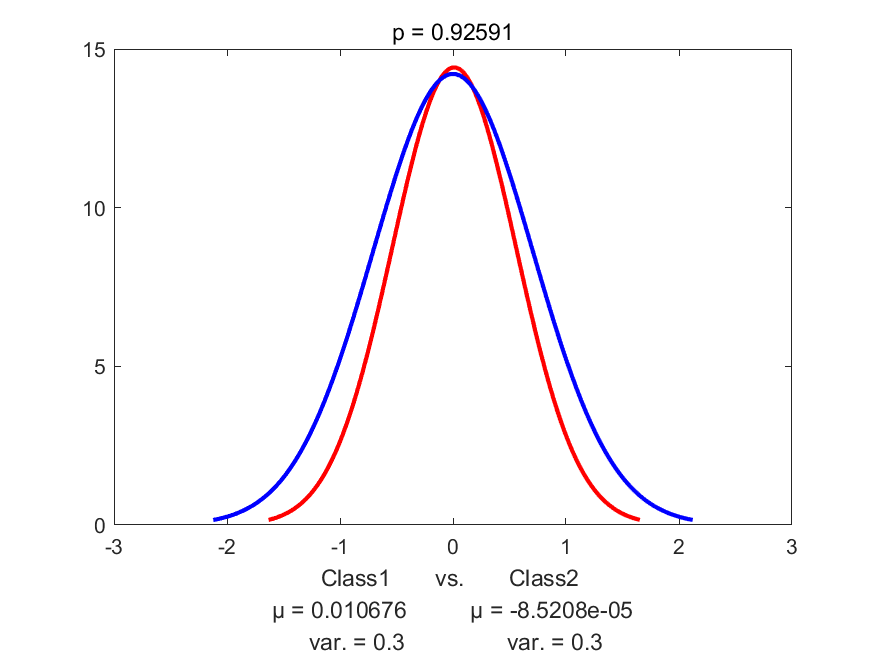 p = 0.92591
15
10
5
0
-3 -2 -1 0 1 2 3
Class1 vs. Class2
μ = 0.010676 μ = -8.5208e-05
var. = 0.3 var. = 0.3